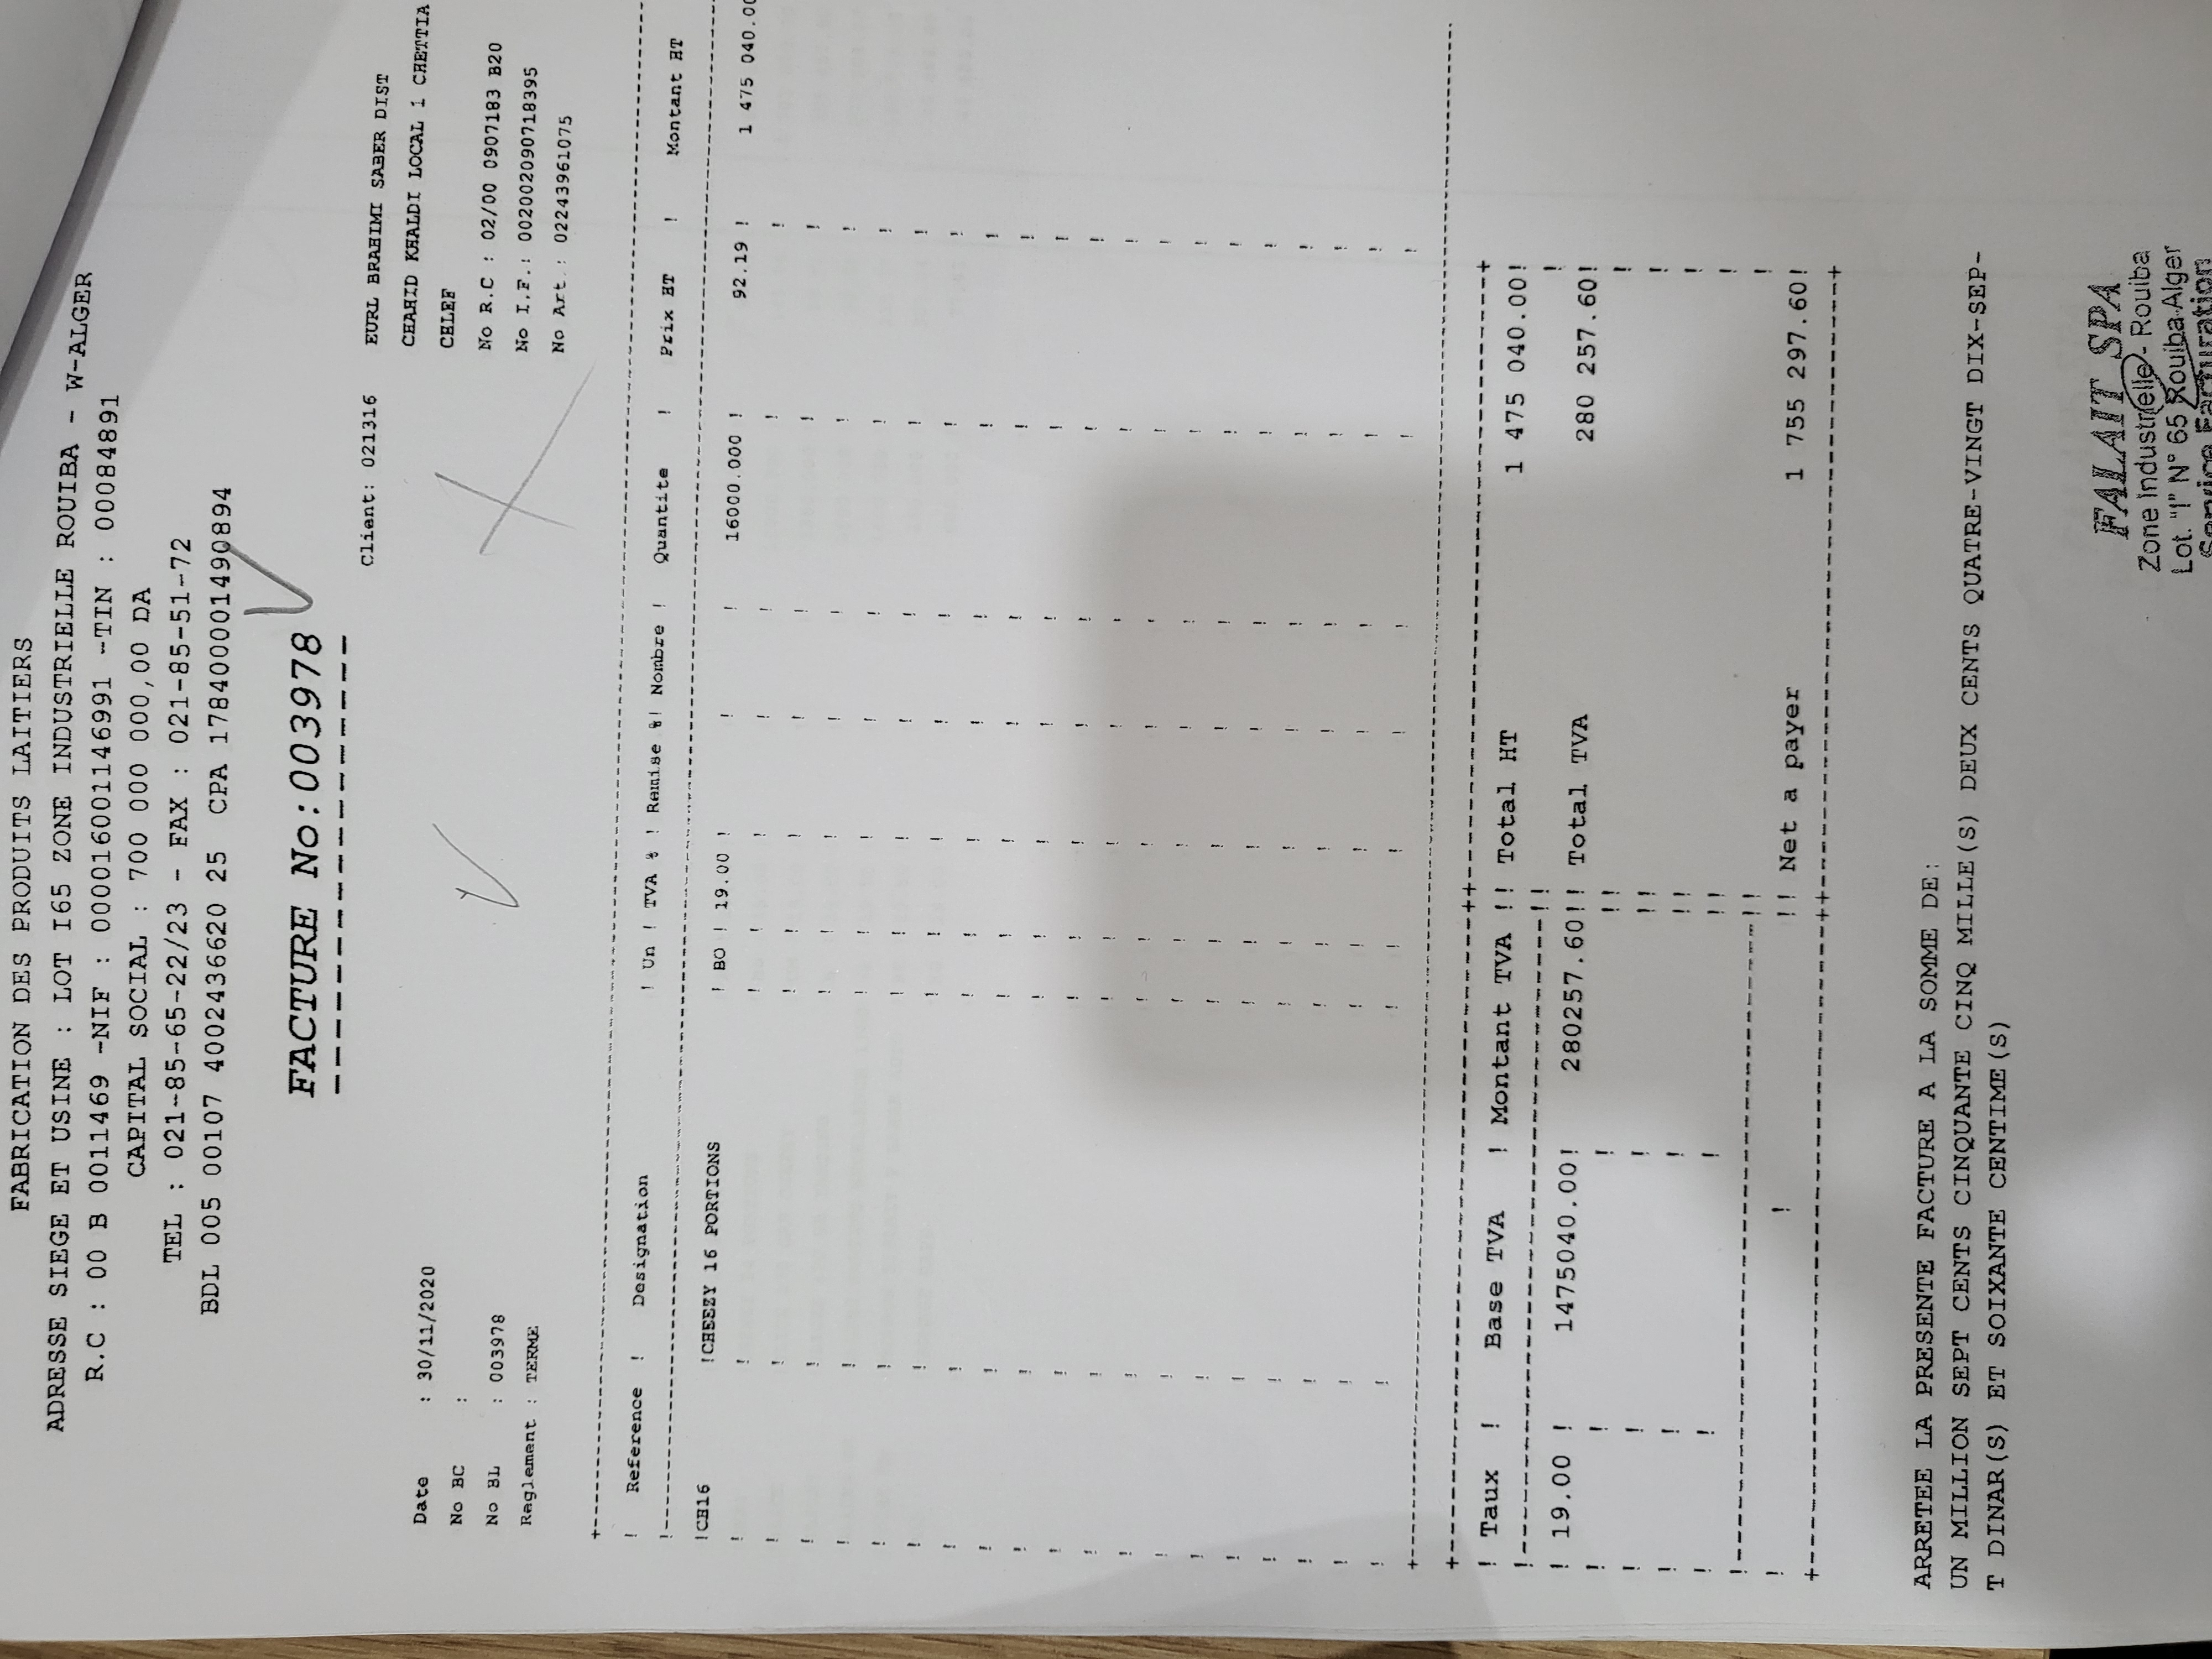 FABRICATION DES PRODUITS LAITIERS
ADRESSE SIEGE ET USINE : LOT I65 ZONE INDUSTRIELLE ROUIBA - W-ALGER
R.C : 00 B 0011469 -NIF : 000016001146991 -TIN : 00084891
CAPITAL SOCIAL : 700 000 000,00 DA
TEL : 021-85-65-22/23 - FAX : 021-85-51-72
BDL 005 00107 4002436620 25 CPA 178400001490894
FACTURE No:003978
Client: 021316 EURL BRAHIMI SABER DIST
CHAHID KHALDI LOCAL 1 CHETTIA
Date : 30/11/2020 CHLEF
No BC : No R.C : 02/00 0907183 B20
No BL : 003978 No I.F.: 002002090718395
Reglement : TERME No Art.: 02243961075
! Reference ! Designation ! Un ! TVA % ! Remise %! Nombre ! Quantite ! Prix HT ! Montant HT
!CH16 !CHEEZY 16 PORTIONS ! BO ! 19.00 ! ! ! 16000.000 ! 92.19 ! 1 475 040.00
! Taux ! Base TVA ! Montant TVA !! Total HT 1 475 040.00!
! 19.00 ! 1475040.00! 280257.60!! Total TVA 280 257.60!
! ! !! Net a payer 1 755 297.60!
ARRETEE LA PRESENTE FACTURE A LA SOMME DE:
UN MILLION SEPT CENTS CINQUANTE CINQ MILLE(S) DEUX CENTS QUATRE-VINGT DIX-SEP-
T DINAR(S) ET SOIXANTE CENTIME(S)
FALAIT SPA
Zone Industrielle - Rouiba
Lot. "I" N° 65 Rouiba-Alger
Service Facturation